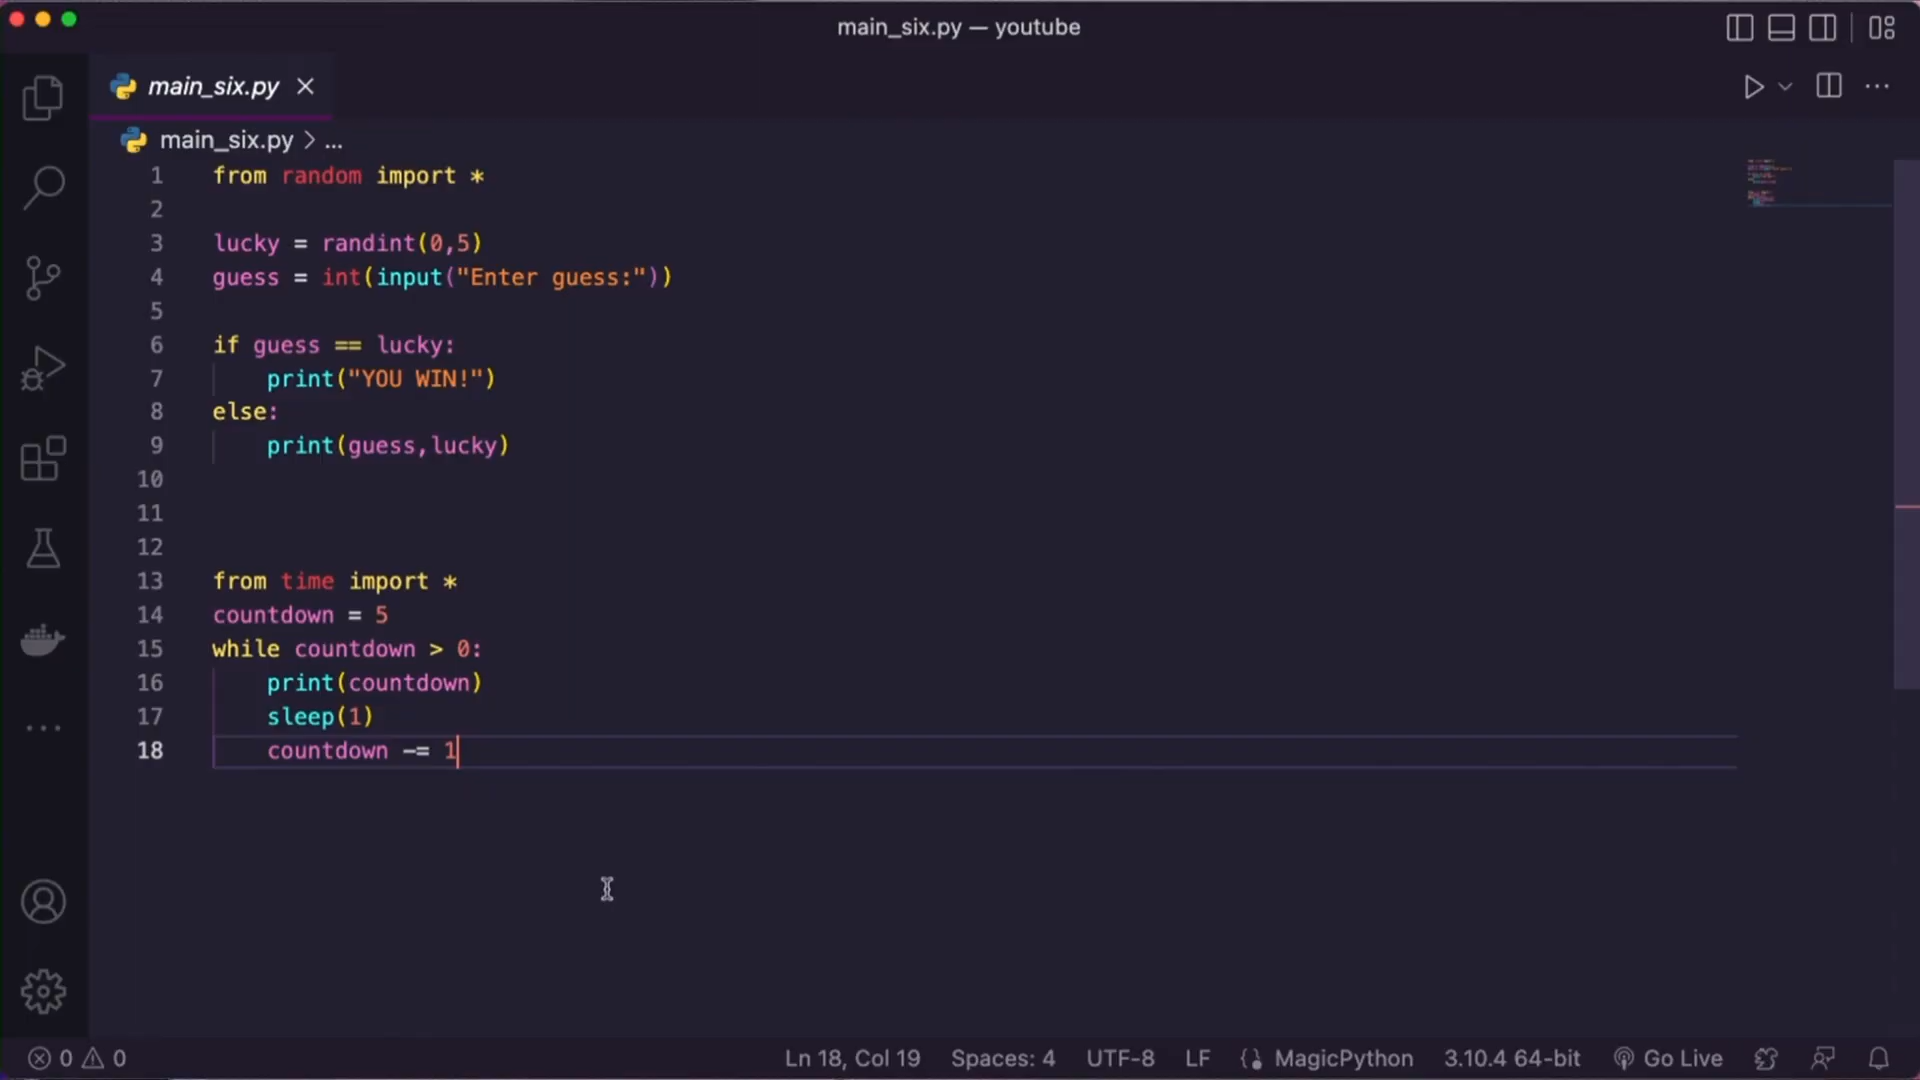 main_six.py — youtube
main_six.py
main_six.py > ...
1 from random import *
2
3 lucky = randint(0,5)
4 guess = int(input("Enter guess:"))
5
6 if guess == lucky:
7     print("YOU WIN!")
8 else:
9     print(guess,lucky)
10
11
12
13 from time import *
14 countdown = 5
15 while countdown > 0:
16     print(countdown)
17     sleep(1)
18     countdown -= 1
0 0 Ln 18, Col 19 Spaces: 4 UTF-8 LF MagicPython 3.10.4 64-bit Go Live